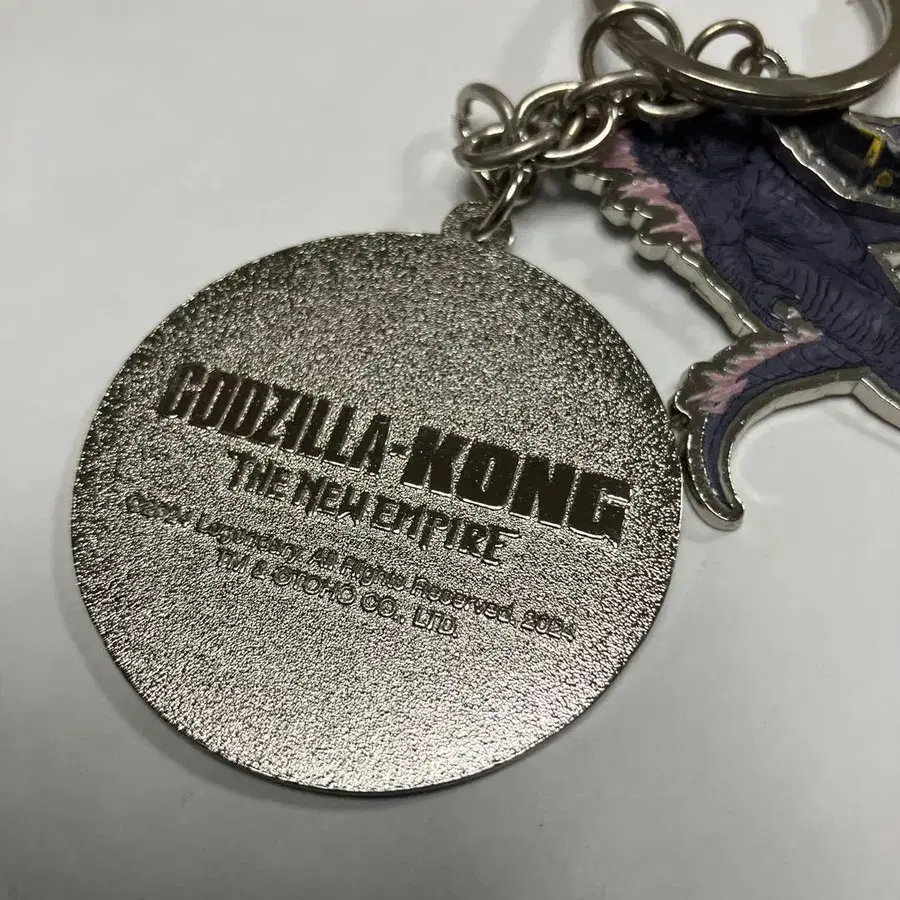 GODZILLA-KONG
THE NEW EMPIRE
©2024 Legendary. All Rights Reserved. 2024
TM & ©TOHO CO., LTD.